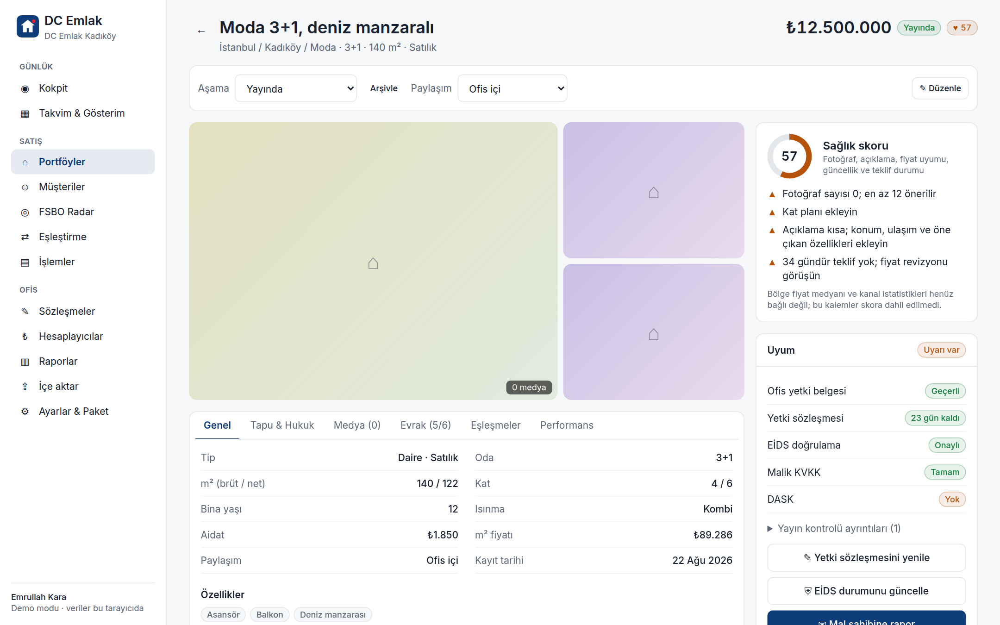 DC Emlak
DC Emlak Kadıköy
GÜNLÜK
Kokpit
Takvim & Gösterim
SATIŞ
Portföyler
Müşteriler
FSBO Radar
Eşleştirme
İşlemler
OFİS
Sözleşmeler
₺ Hesaplayıcılar
Raporlar
İçe aktar
Ayarlar & Paket
Emrullah Kara
Demo modu · veriler bu tarayıcıda
← Moda 3+1, deniz manzaralı
₺12.500.000 Yayında ♥ 57
İstanbul / Kadıköy / Moda · 3+1 · 140 m² · Satılık
Aşama Yayında Arşivle Paylaşım Ofis içi ✎ Düzenle
0 medya
Genel Tapu & Hukuk Medya (0) Evrak (5/6) Eşleşmeler Performans
Tip Daire · Satılık Oda 3+1
m² (brüt / net) 140 / 122 Kat 4 / 6
Bina yaşı 12 Isınma Kombi
Aidat ₺1.850 m² fiyatı ₺89.286
Paylaşım Ofis içi Kayıt tarihi 22 Ağu 2026
Özellikler
Asansör Balkon Deniz manzarası
57
Sağlık skoru
Fotoğraf, açıklama, fiyat uyumu,
güncellik ve teklif durumu
▲ Fotoğraf sayısı 0; en az 12 önerilir
▲ Kat planı ekleyin
▲ Açıklama kısa; konum, ulaşım ve öne
çıkan özellikleri ekleyin
▲ 34 gündür teklif yok; fiyat revizyonu
görüşün
Bölge fiyat medyanı ve kanal istatistikleri henüz
bağlı değil; bu kalemler skora dahil edilmedi.
Uyum Uyarı var
Ofis yetki belgesi Geçerli
Yetki sözleşmesi 23 gün kaldı
EİDS doğrulama Onaylı
Malik KVKK Tamam
DASK Yok
▶ Yayın kontrolü ayrıntıları (1)
✎ Yetki sözleşmesini yenile
⛨ EİDS durumunu güncelle
✉ Mal sahibine rapor